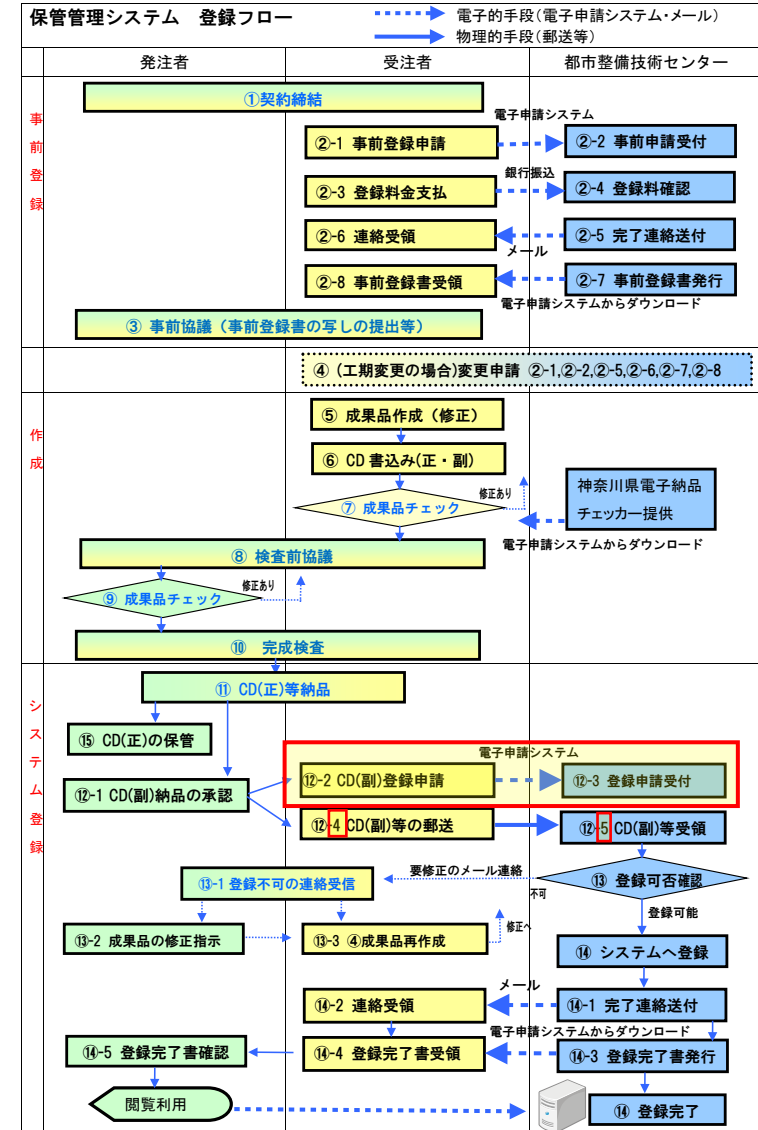 保管管理システム　登録フロー
電子的手段(電子申請システム・メール)
物理的手段(郵送等)
発注者
受注者
都市整備技術センター
事前登録
①契約締結
電子申請システム
②-1 事前登録申請
②-2 事前申請受付
銀行振込
②-3 登録料金支払
②-4 登録料確認
②-6 連絡受領
②-5 完了連絡送付
メール
②-8 事前登録書受領
②-7 事前登録書発行
電子申請システムからダウンロード
③ 事前協議（事前登録書の写しの提出等）
④ (工期変更の場合)変更申請 ②-1,②-2,②-5,②-6,②-7,②-8
作成
⑤ 成果品作成（修正）
⑥ CD 書込み(正・副)
修正あり
⑦ 成果品チェック
神奈川県電子納品
チェッカー提供
電子申請システムからダウンロード
⑧ 検査前協議
修正あり
⑨ 成果品チェック
⑩ 完成検査
システム登録
⑪ CD(正)等納品
⑮ CD(正)の保管
電子申請システム
⑫-2 CD(副)登録申請
⑫-3 登録申請受付
⑫-1 CD(副)納品の承認
⑫-4 CD(副)等の郵送
⑫-5 CD(副)等受領
要修正のメール連絡
⑬-1 登録不可の連絡受信
⑬ 登録可否確認
不可
登録可能
修正へ
⑬-2 成果品の修正指示
⑬-3 ④成果品再作成
⑭ システムへ登録
メール
⑭-2 連絡受領
⑭-1 完了連絡送付
電子申請システムからダウンロード
⑭-5 登録完了書確認
⑭-4 登録完了書受領
⑭-3 登録完了書発行
閲覧利用
⑭ 登録完了